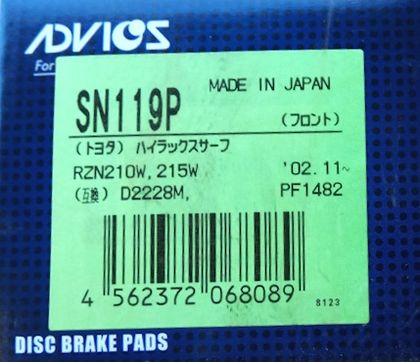 ADVICS
For
SN119P
MADE IN JAPAN
(フロント)
(トヨタ) ハイラックスサーフ
RZN210W, 215W '02.11~
(互換) D2228M, PF1482
4 562372 068089
8123
DISC BRAKE PADS